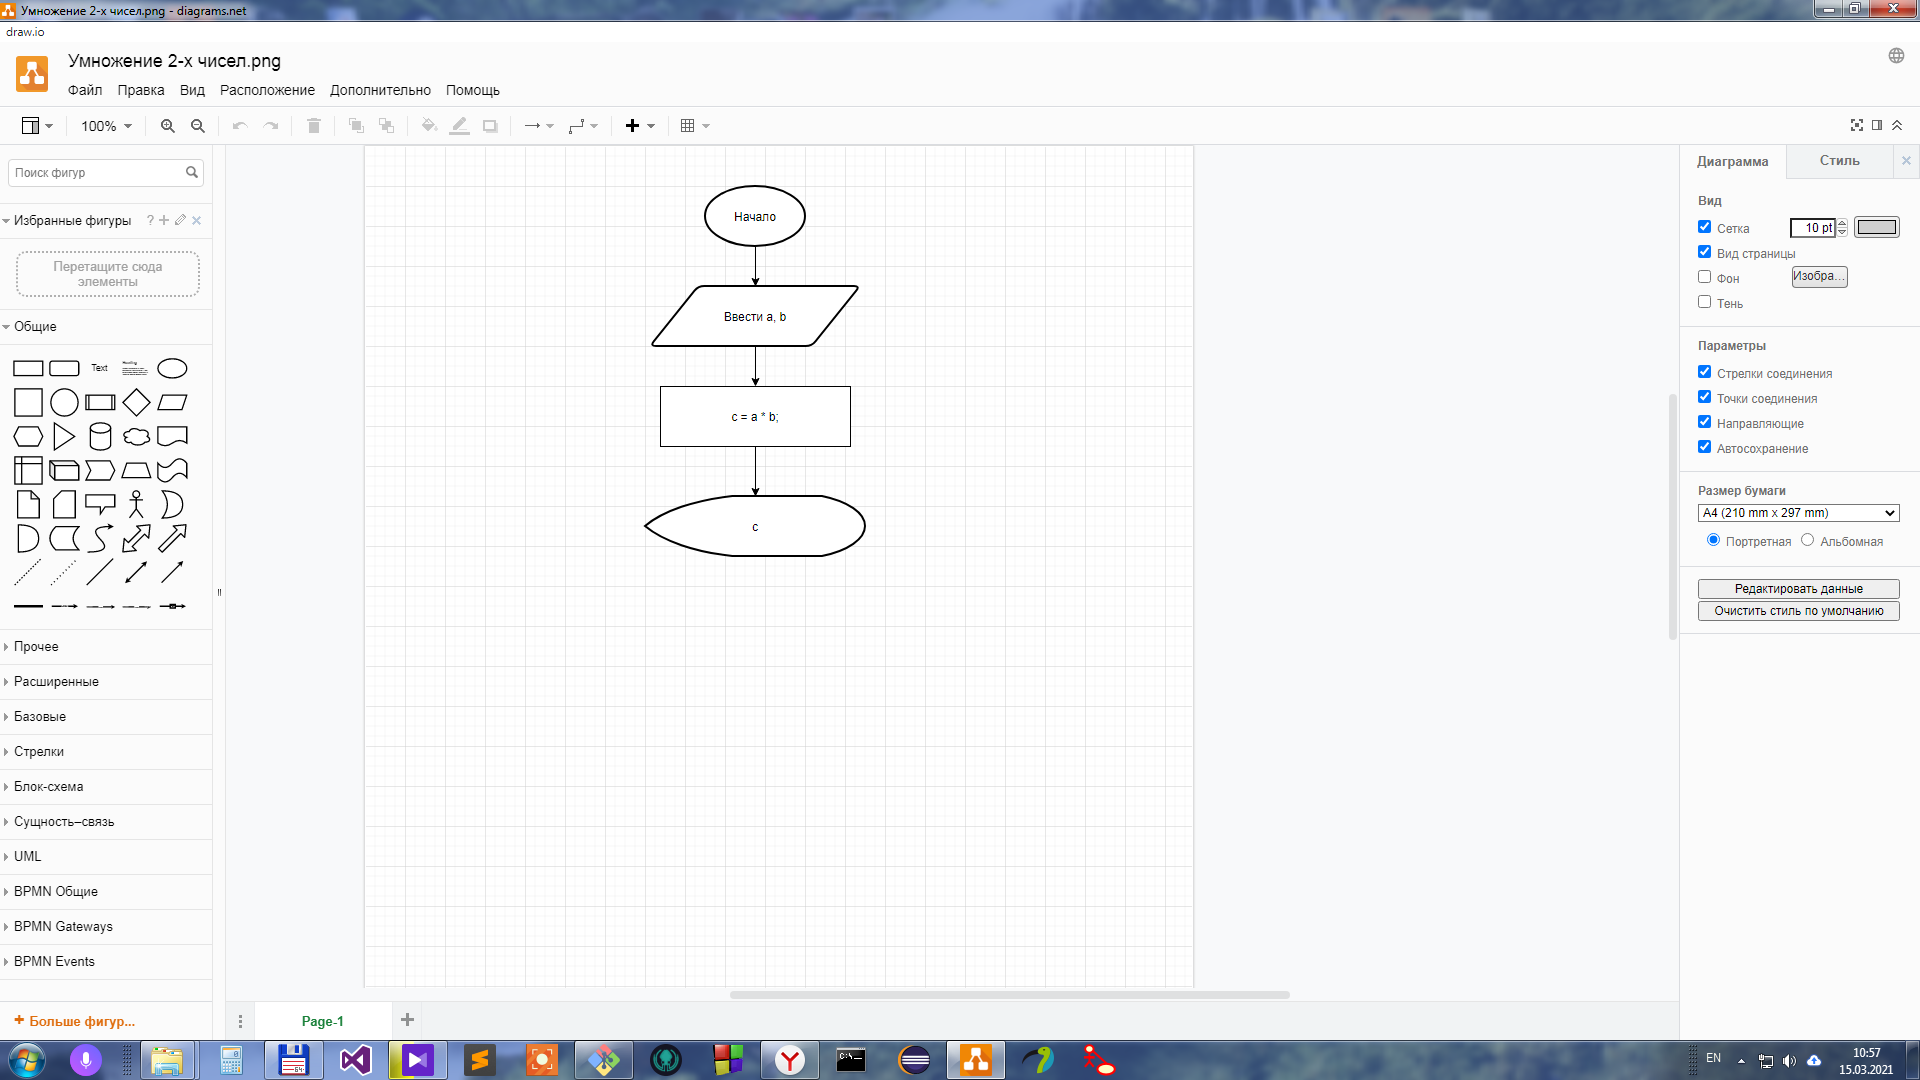 Умножение 2-х чисел.png - diagrams.net
draw.io
Умножение 2-х чисел.png
Файл Правка Вид Расположение Дополнительно Помощь
100%
Поиск фигур
Избранные фигуры ?
Перетащите сюда
элементы
Общие
Text
Heading
Прочее
Расширенные
Базовые
Стрелки
Блок-схема
Сущность–связь
UML
BPMN Общие
BPMN Gateways
BPMN Events
Больше фигур...
Начало
Ввести a, b
c = a * b;
c
Page-1
Диаграмма Стиль
Вид
Сетка 10 pt
Вид страницы
Фон Изобра...
Тень
Параметры
Стрелки соединения
Точки соединения
Направляющие
Автосохранение
Размер бумаги
A4 (210 mm x 297 mm)
Портретная Альбомная
Редактировать данные
Очистить стиль по умолчанию
64
C:\_
EN
10:57
15.03.2021